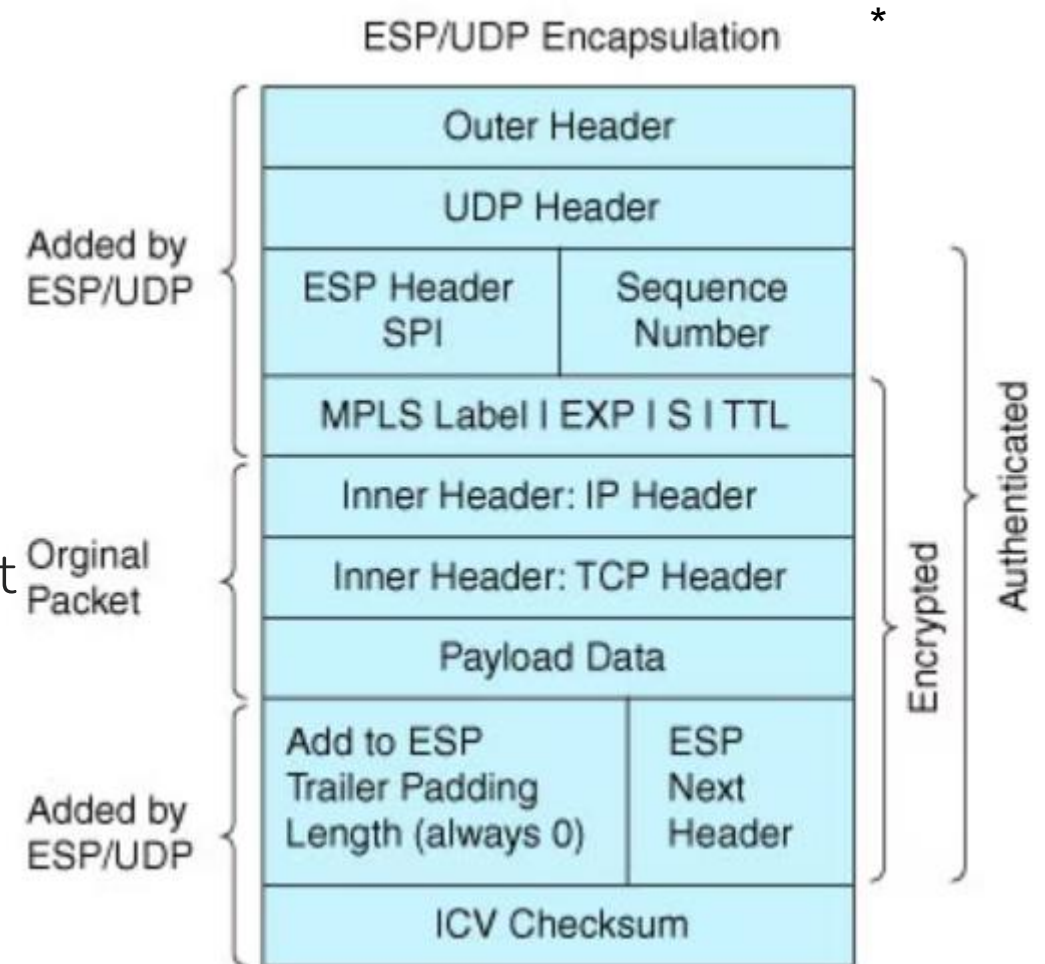 *
ESP/UDP Encapsulation
Outer Header
UDP Header
Added by
ESP/UDP
ESP Header
SPI
Sequence
Number
MPLS Label I EXP I S I TTL
Inner Header: IP Header
t
Orginal
Packet
Inner Header: TCP Header
Payload Data
Encrypted
Authenticated
Added by
ESP/UDP
Add to ESP
Trailer Padding
Length (always 0)
ESP
Next
Header
ICV Checksum